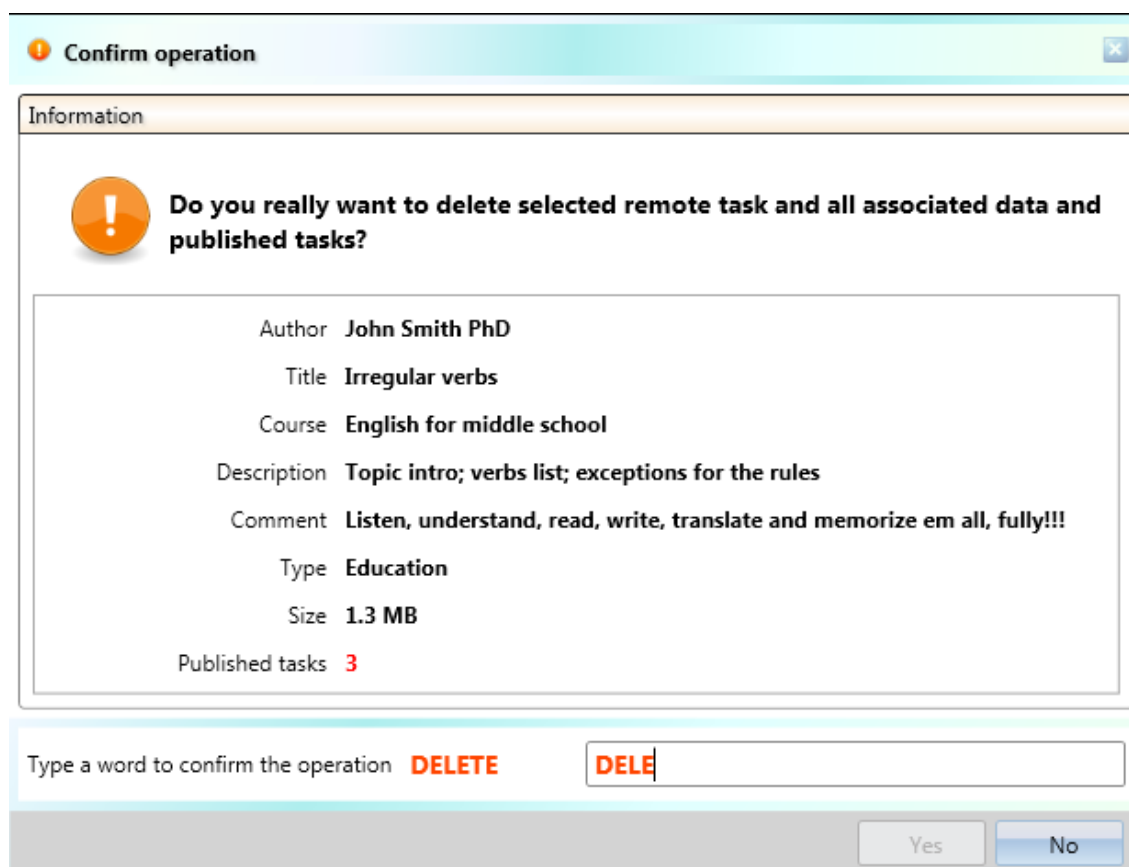 Confirm operation
Information
Do you really want to delete selected remote task and all associated data and
published tasks?
Author John Smith PhD
Title Irregular verbs
Course English for middle school
Description Topic intro; verbs list; exceptions for the rules
Comment Listen, understand, read, write, translate and memorize em all, fully!!!
Type Education
Size 1.3 MB
Published tasks 3
Type a word to confirm the operation DELETE DELE
Yes No